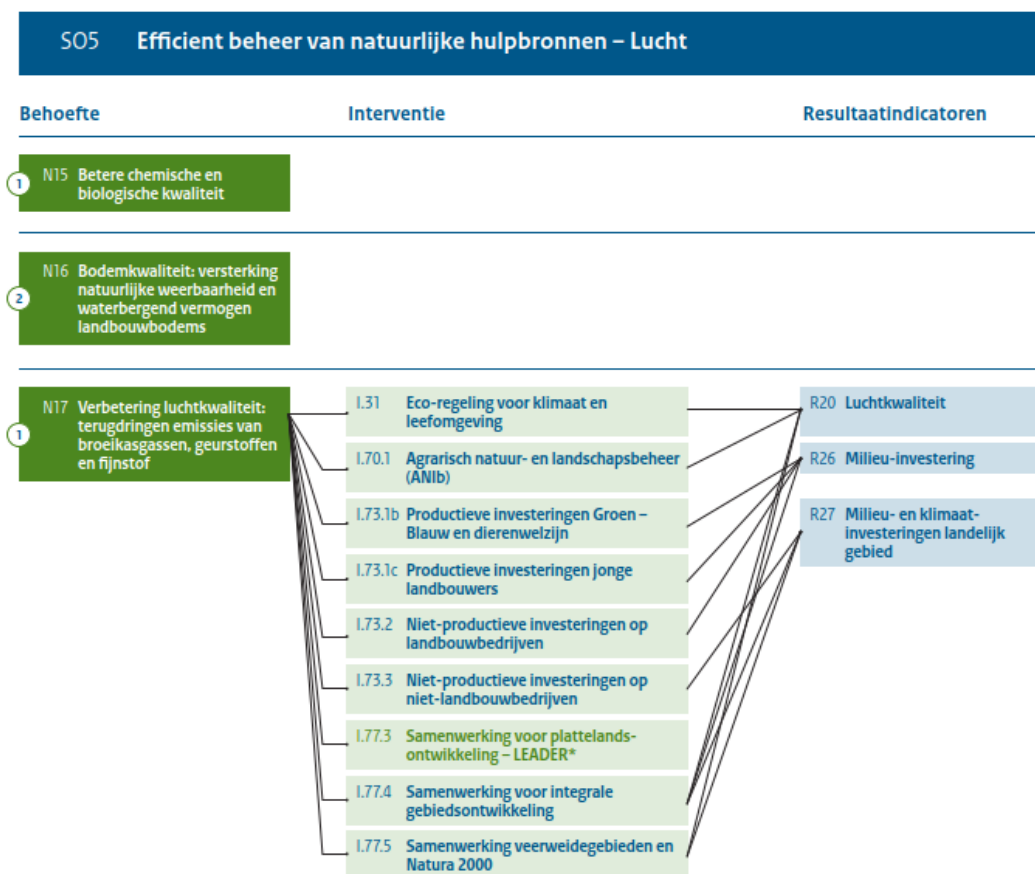 SO5 Efficient beheer van natuurlijke hulpbronnen – Lucht
Behoefte Interventie Resultaatindicatoren
1
N15 Betere chemische en
biologische kwaliteit
2
N16 Bodemkwaliteit: versterking
natuurlijke weerbaarheid en
waterbergend vermogen
landbouwbodems
1
N17 Verbetering luchtkwaliteit:
terugdringen emissies van
broeikasgassen, geurstoffen
en fijnstof
I.31 Eco-regeling voor klimaat en
leefomgeving
I.70.1 Agrarisch natuur- en landschapsbeheer
(ANlb)
I.73.1b Productieve investeringen Groen –
Blauw en dierenwelzijn
I.73.1c Productieve investeringen jonge
landbouwers
I.73.2 Niet-productieve investeringen op
landbouwbedrijven
I.73.3 Niet-productieve investeringen op
niet-landbouwbedrijven
I.77.3 Samenwerking voor plattelands-
ontwikkeling – LEADER*
I.77.4 Samenwerking voor integrale
gebiedsontwikkeling
I.77.5 Samenwerking veerweidegebieden en
Natura 2000
R20 Luchtkwaliteit
R26 Milieu-investering
R27 Milieu- en klimaat-
investeringen landelijk
gebied